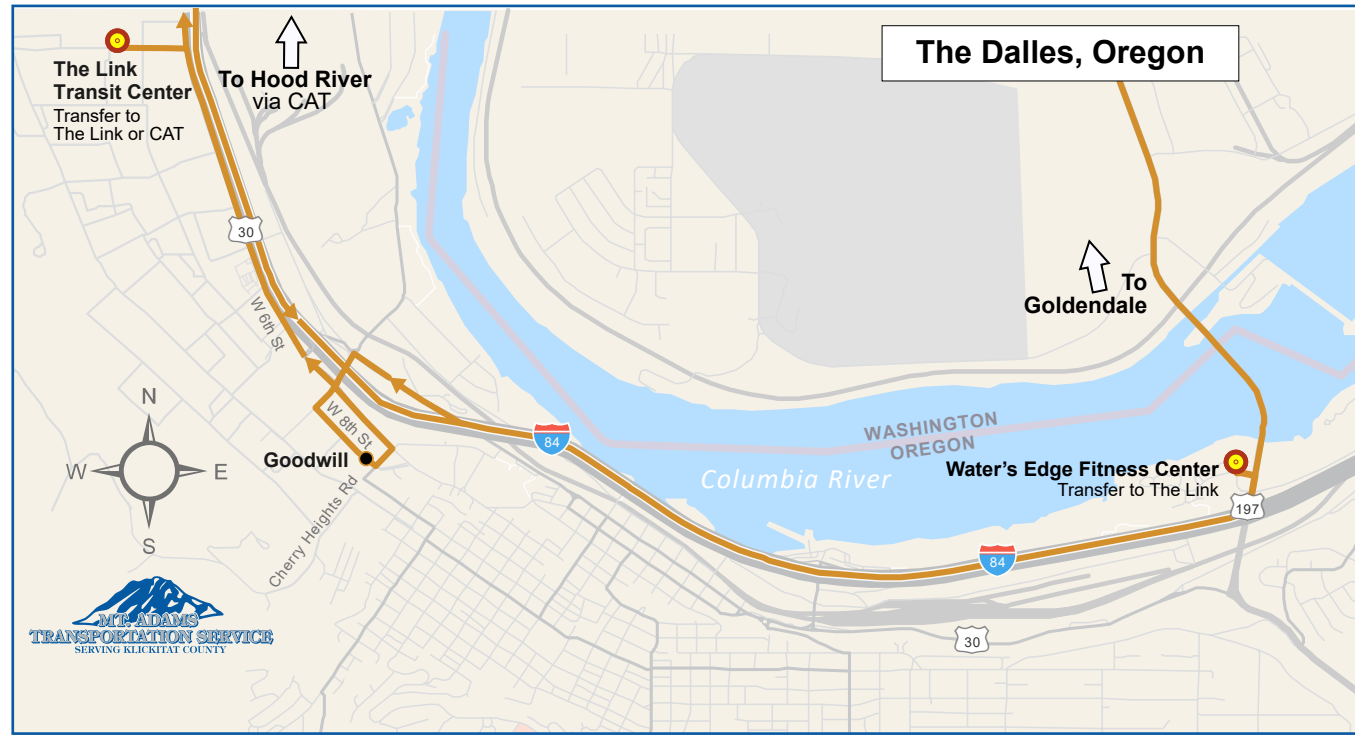 The Dalles, Oregon
The Link
Transit Center
Transfer to
The Link or CAT
To Hood River
via CAT
30
W 6th St
To
Goldendale
N
W
E
S
W 8th St
Goodwill
Cherry Heights Rd
84
WASHINGTON
OREGON
Columbia River
Water's Edge Fitness Center
Transfer to The Link
197
84
30
MT. ADAMS
TRANSPORTATION SERVICE
SERVING KLICKITAT COUNTY